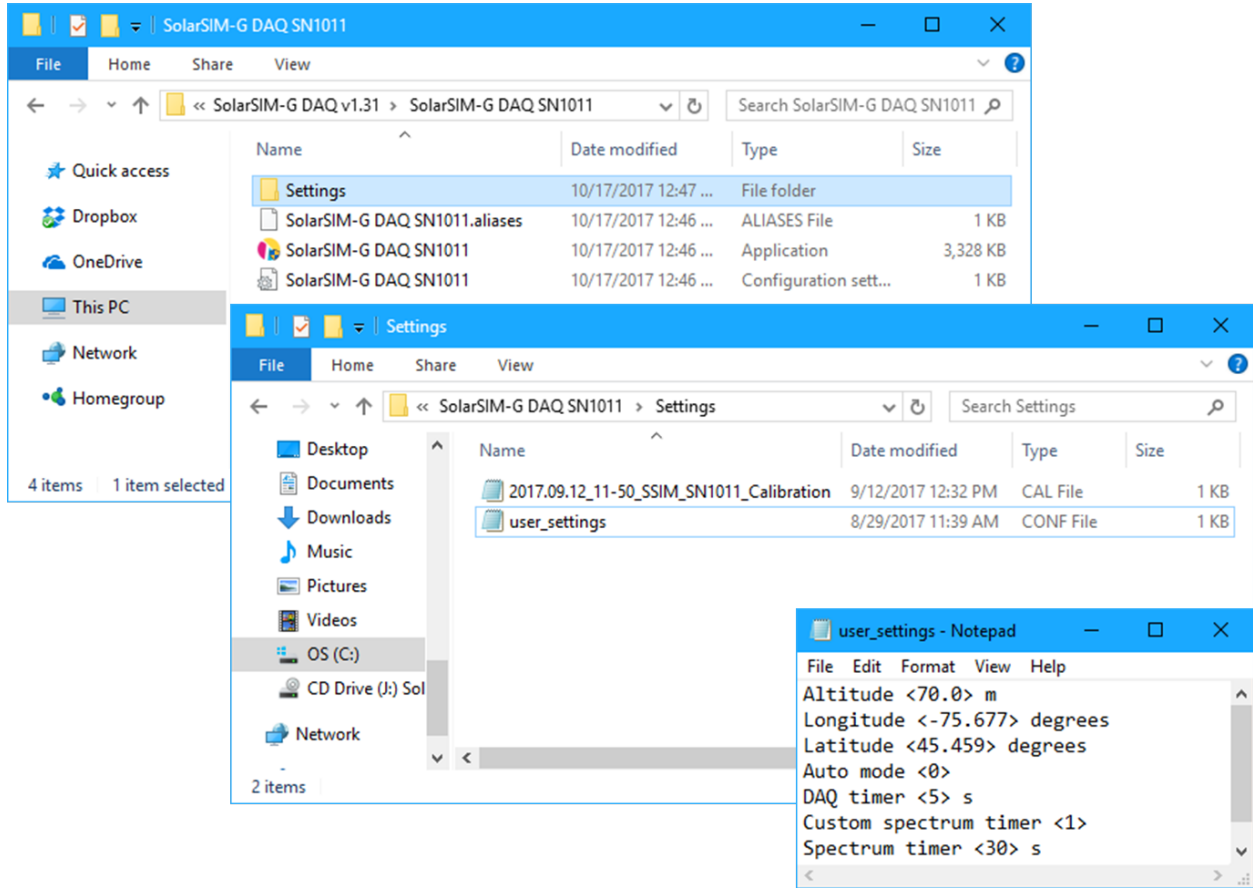 SolarSIM-G DAQ SN1011
File Home Share View
« SolarSIM-G DAQ v1.31 › SolarSIM-G DAQ SN1011 Search SolarSIM-G DAQ SN1011
Name Date modified Type Size
Quick access
Dropbox
OneDrive
This PC
Network
Homegroup
Settings 10/17/2017 12:47 ... File folder
SolarSIM-G DAQ SN1011.aliases 10/17/2017 12:46 ... ALIASES File 1 KB
SolarSIM-G DAQ SN1011 10/17/2017 12:46 ... Application 3,328 KB
SolarSIM-G DAQ SN1011 10/17/2017 12:46 ... Configuration sett... 1 KB
4 items 1 item selected
Settings
File Home Share View
« SolarSIM-G DAQ SN1011 › Settings Search Settings
Name Date modified Type Size
Desktop
Documents
Downloads
Music
Pictures
Videos
OS (C:)
CD Drive (J:) Sol
Network
2017.09.12_11-50_SSIM_SN1011_Calibration 9/12/2017 12:32 PM CAL File 1 KB
user_settings 8/29/2017 11:39 AM CONF File 1 KB
2 items
user_settings - Notepad
File Edit Format View Help
Altitude <70.0> m
Longitude <-75.677> degrees
Latitude <45.459> degrees
Auto mode <0>
DAQ timer <5> s
Custom spectrum timer <1>
Spectrum timer <30> s